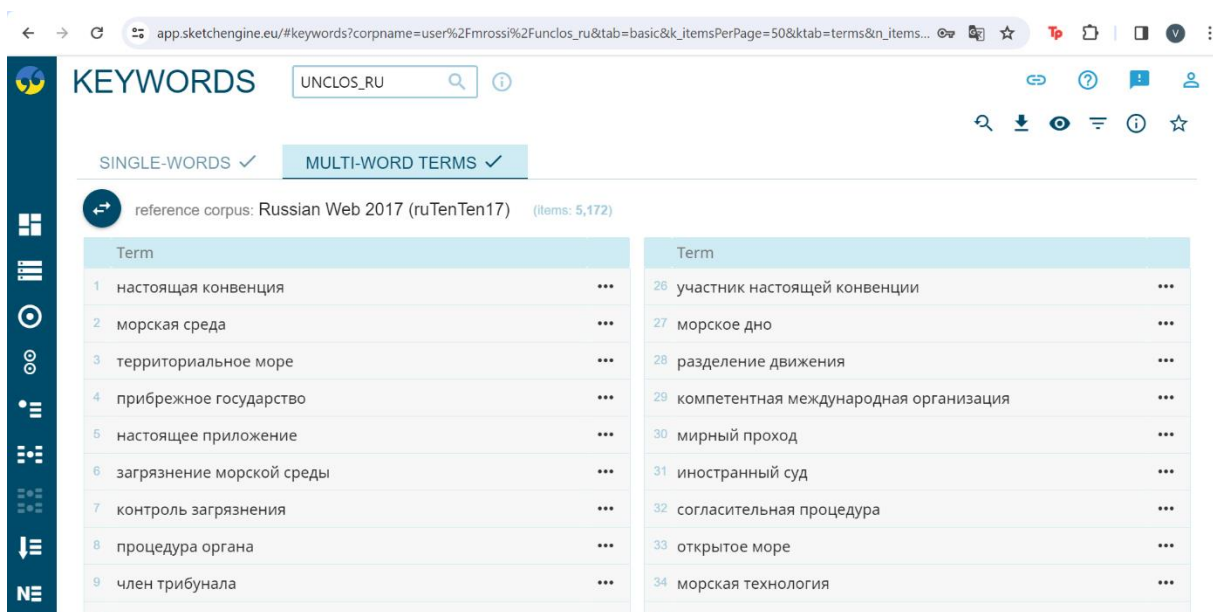 app.sketchengine.eu/#keywords?corpname=user%2Fmrossi%2Funclos_ru&tab=basic&k_itemsPerPage=50&ktab=terms&n_items...
Tp
V
KEYWORDS
UNCLOS_RU
SINGLE-WORDS
MULTI-WORD TERMS
reference corpus: Russian Web 2017 (ruTenTen17) (items: 5,172)
Term
1 настоящая конвенция
2 морская среда
3 территориальное море
4 прибрежное государство
5 настоящее приложение
6 загрязнение морской среды
7 контроль загрязнения
8 процедура органа
9 член трибунала
Term
26 участник настоящей конвенции
27 морское дно
28 разделение движения
29 компетентная международная организация
30 мирный проход
31 иностранный суд
32 согласительная процедура
33 открытое море
34 морская технология
N